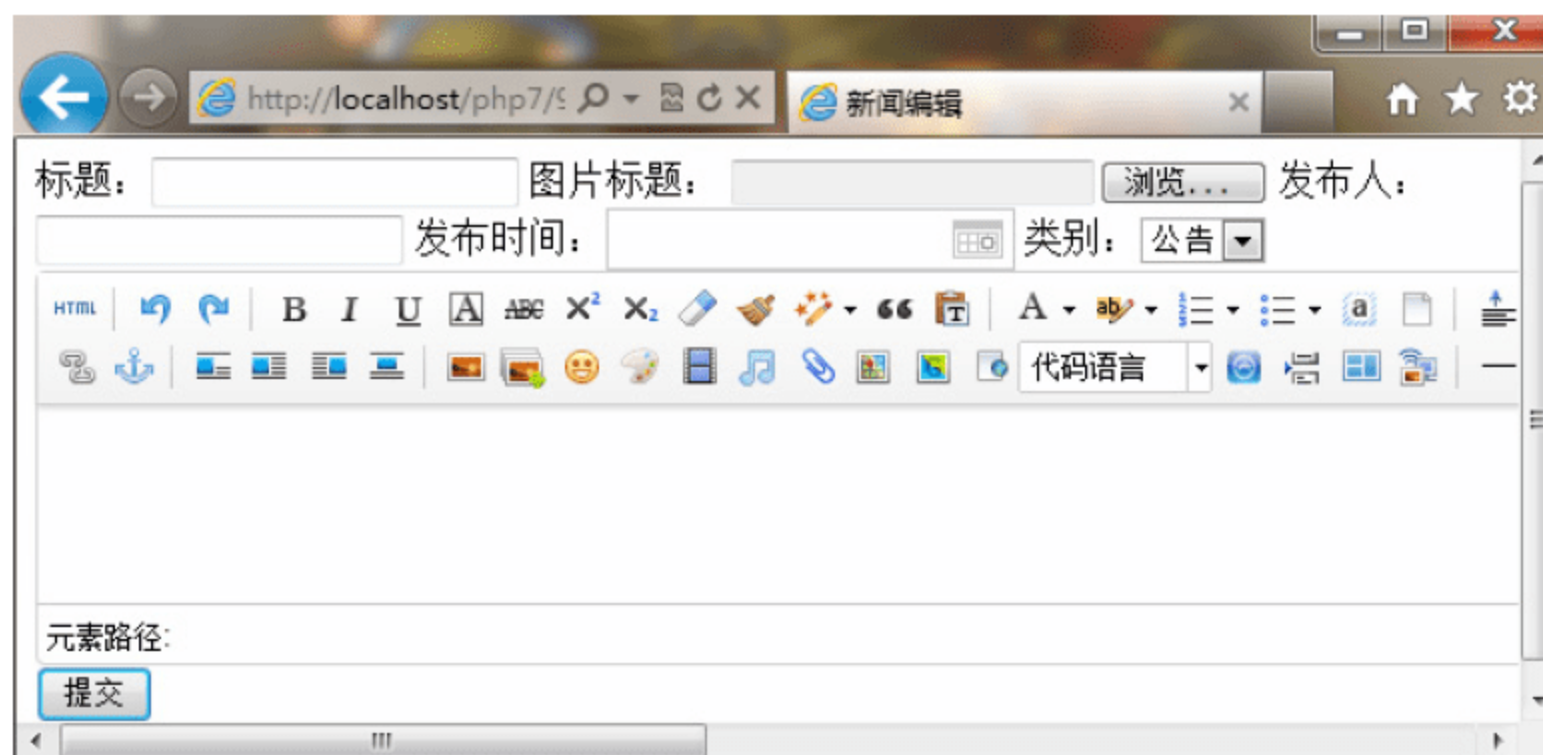 http://localhost/php7/9
新闻编辑
标题： 图片标题： 浏览... 发布人：
发布时间： 类别： 公告
HTML B I U A ABC X² X₂ T A ab a
代码语言
元素路径:
提交